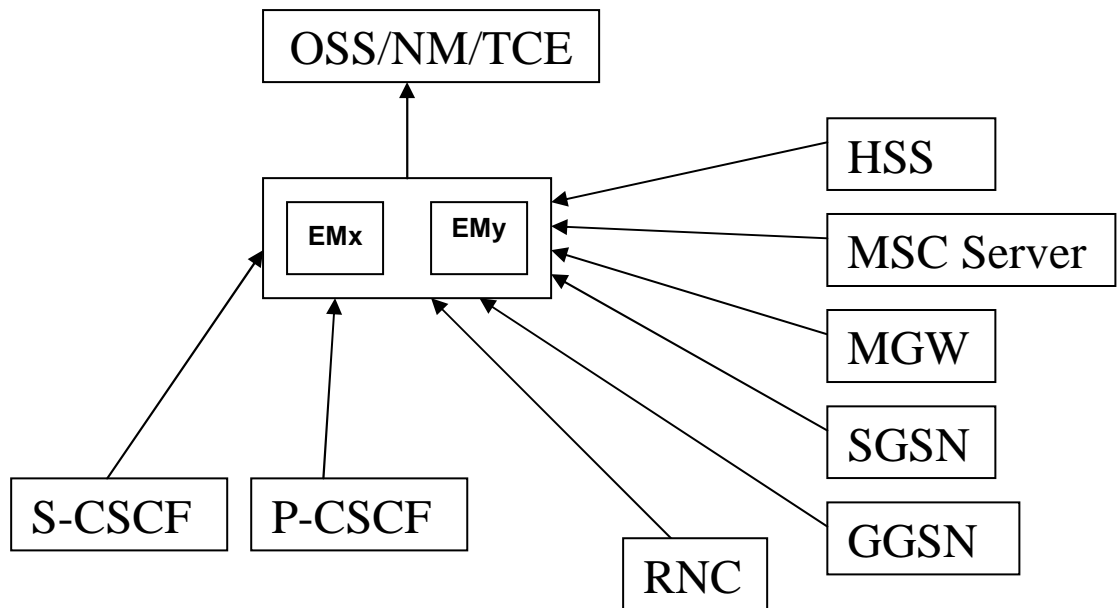 OSS/NM/TCE
HSS
EMx
EMy
MSC Server
MGW
SGSN
S-CSCF
P-CSCF
GGSN
RNC